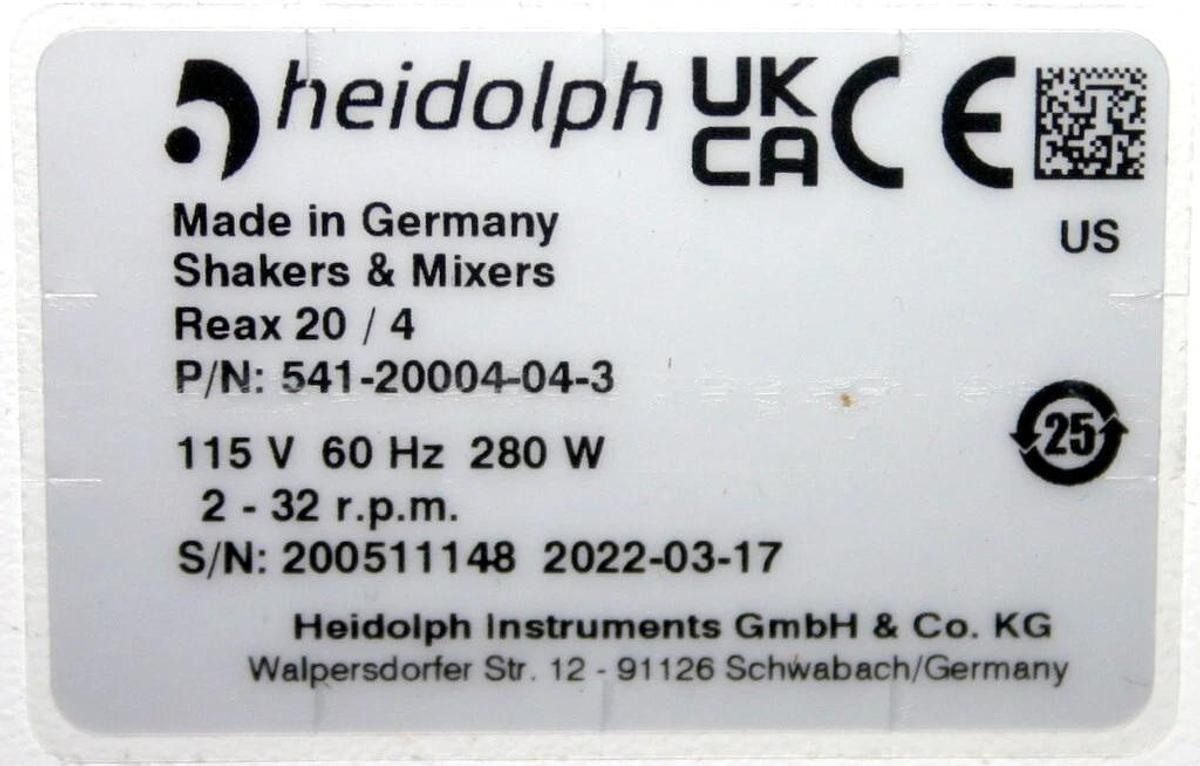 heidolph UK CA CE
US
Made in Germany
Shakers & Mixers
Reax 20 / 4
P/N: 541-20004-04-3
25
115 V 60 Hz 280 W
2 - 32 r.p.m.
S/N: 200511148 2022-03-17
Heidolph Instruments GmbH & Co. KG
Walpersdorfer Str. 12 - 91126 Schwabach/Germany